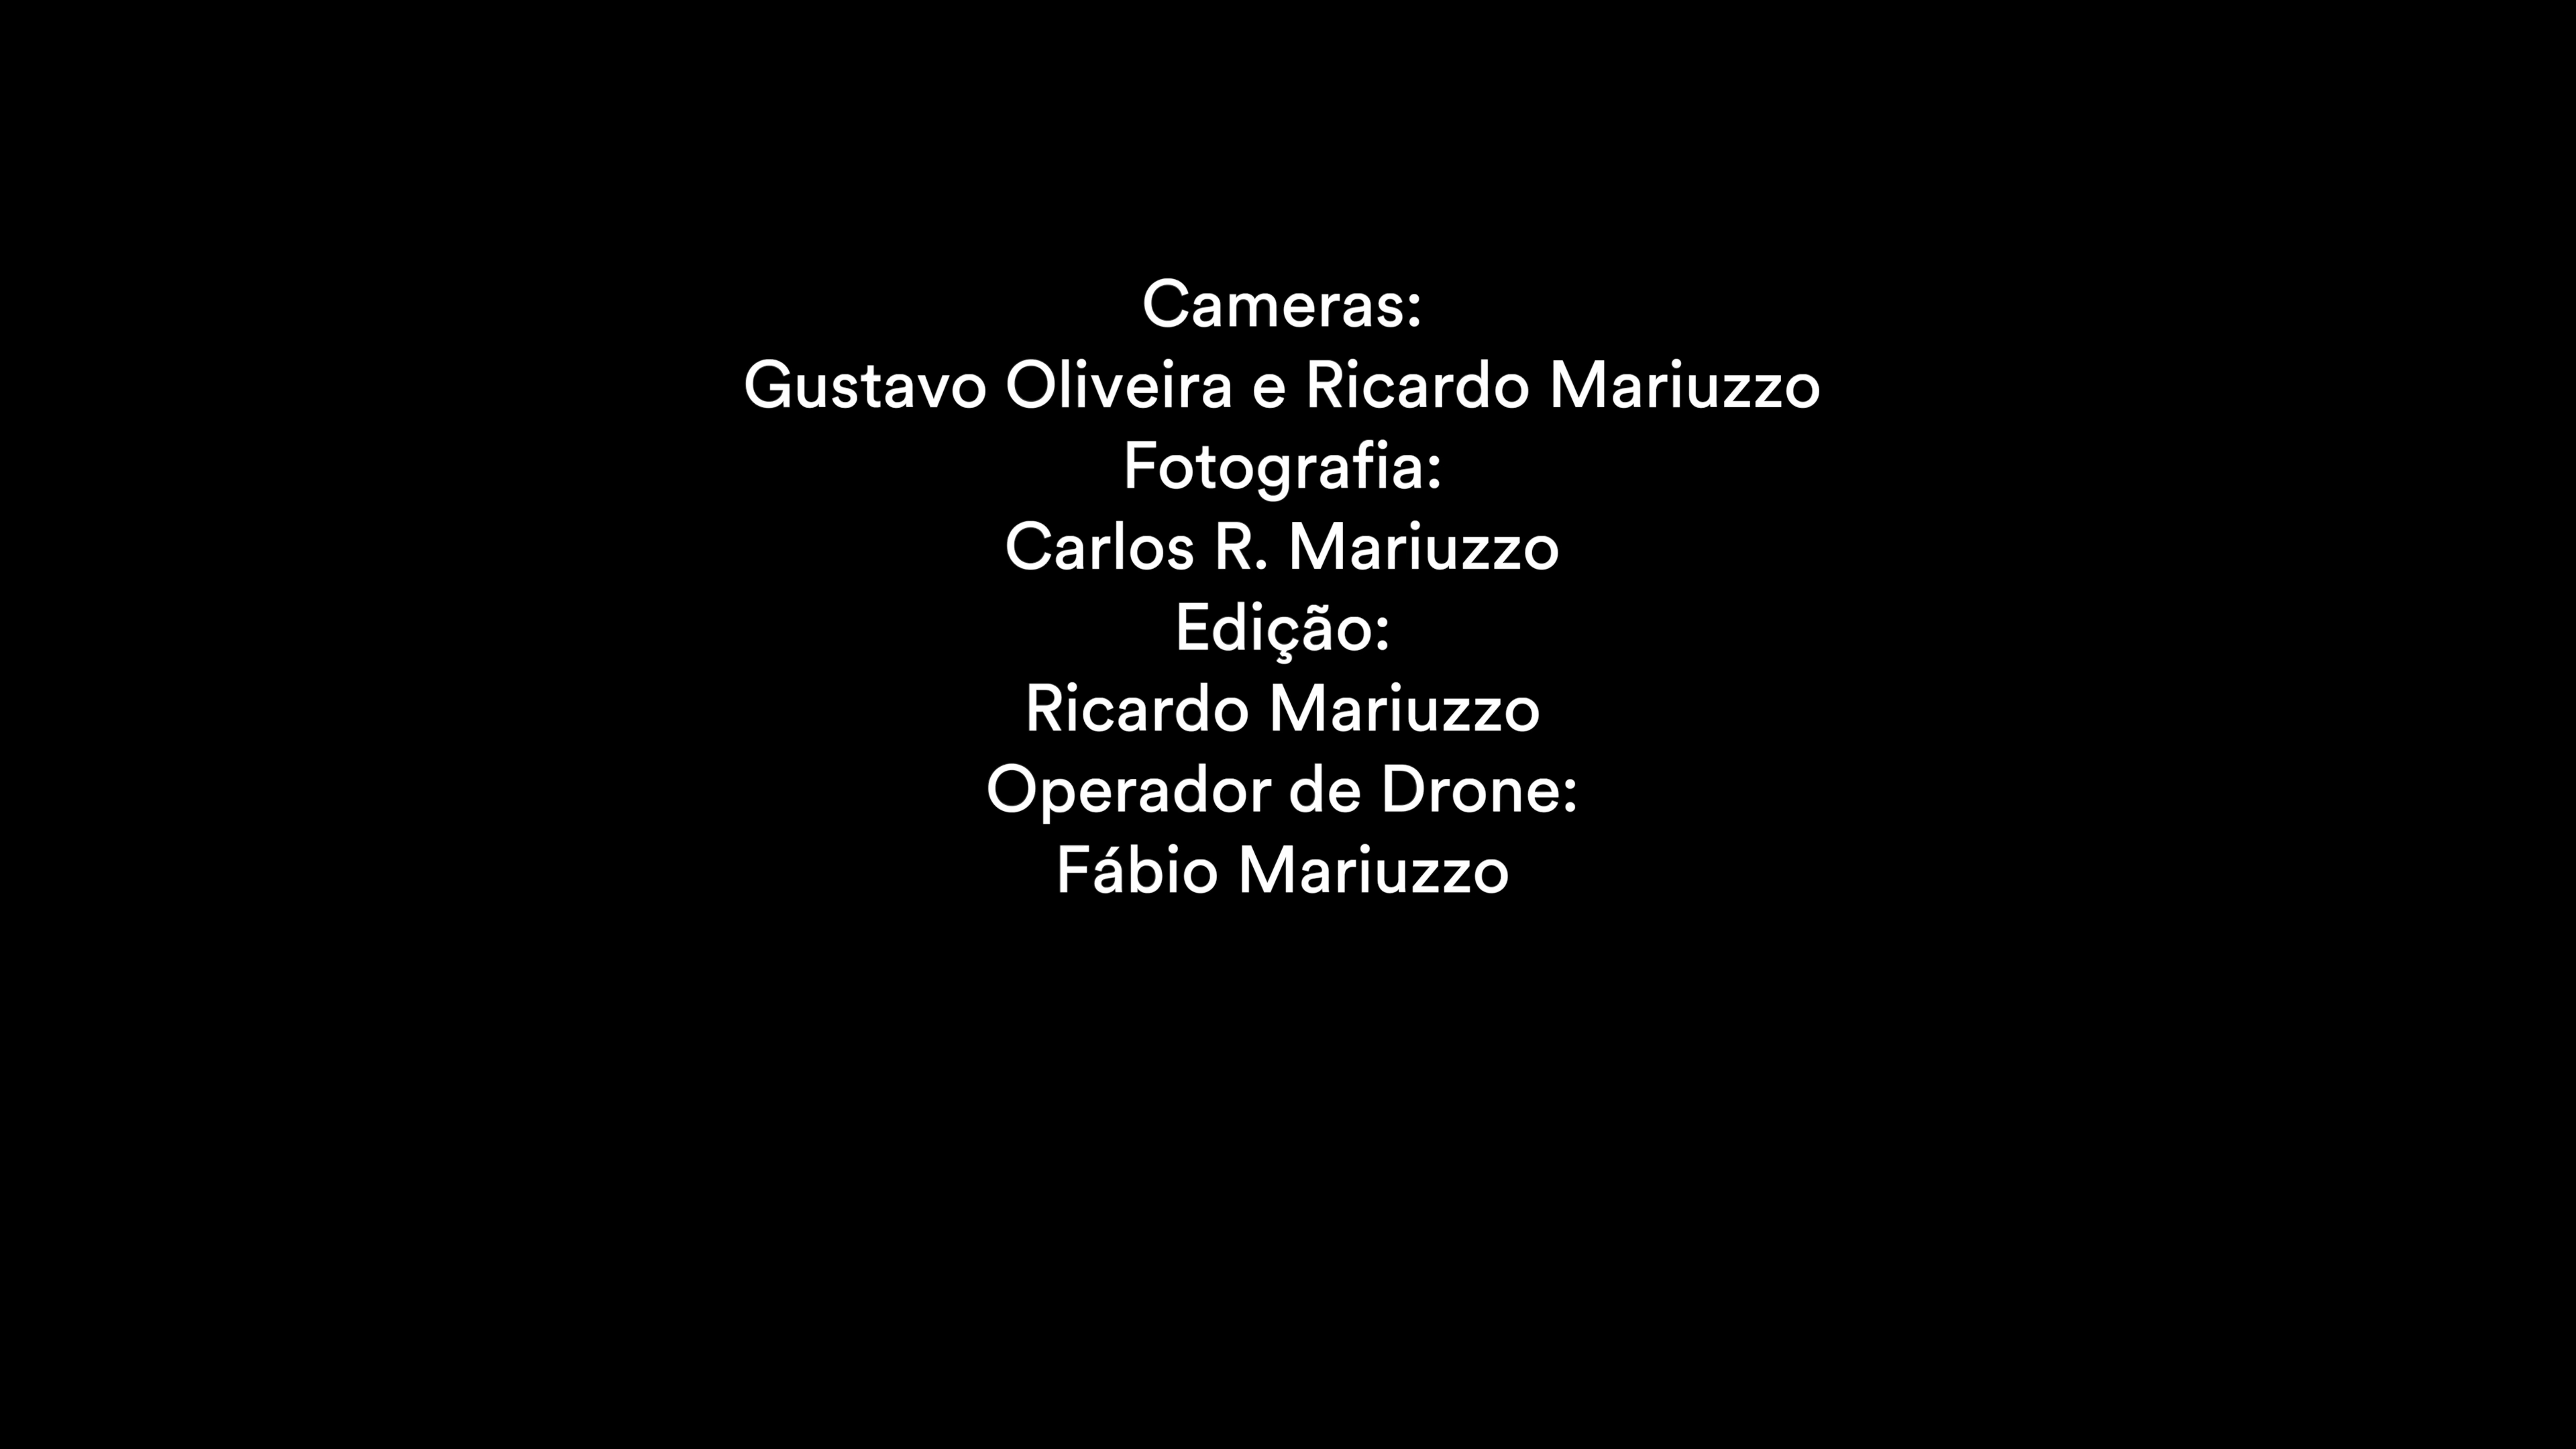 Cameras:
Gustavo Oliveira e Ricardo Mariuzzo
Fotografia:
Carlos R. Mariuzzo
Edição:
Ricardo Mariuzzo
Operador de Drone:
Fábio Mariuzzo